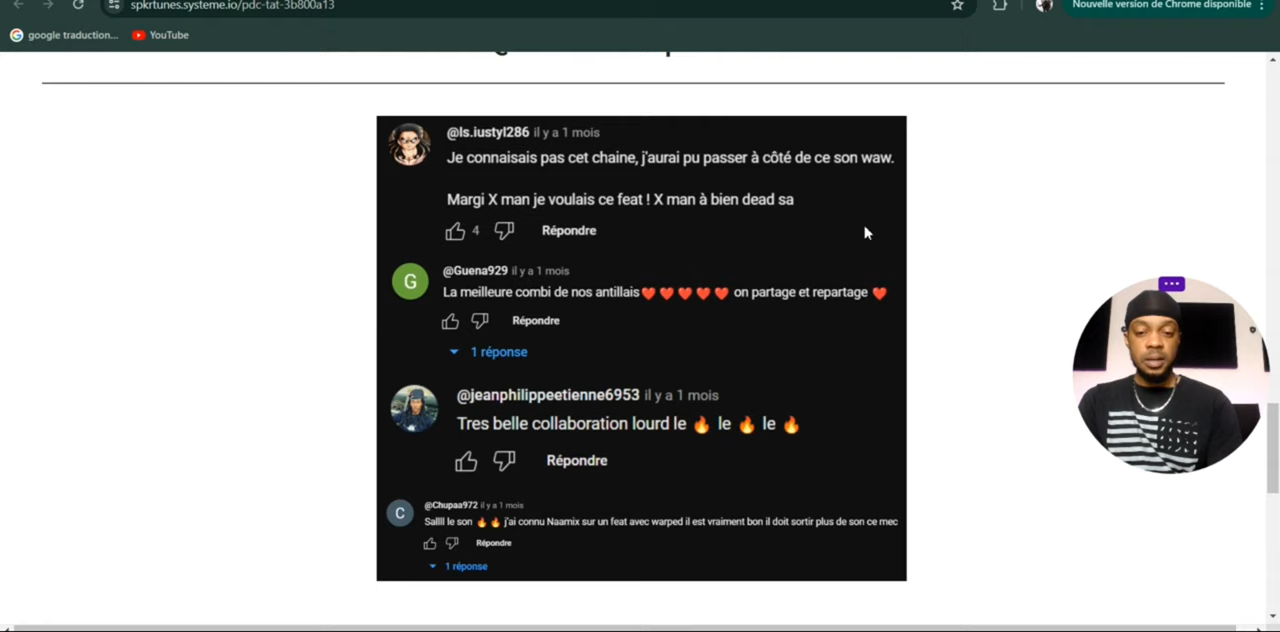 spkrtunes.systeme.io/pdc-tat-3b800a13
Nouvelle version de Chrome disponible
google traduction...
YouTube
@ls.iustyl286 il y a 1 mois
Je connaisais pas cet chaine, j'aurai pu passer à côté de ce son waw.
Margi X man je voulais ce feat ! X man à bien dead sa
4 Répondre
G
@Guena929 il y a 1 mois
La meilleure combi de nos antillais❤️❤️❤️❤️❤️ on partage et repartage ❤️
Répondre
1 réponse
@jeanphilippeetienne6953 il y a 1 mois
Tres belle collaboration lourd le 🔥 le 🔥 le 🔥
Répondre
C
@Chupaa972 il y a 1 mois
Sallll le son 🔥🔥 j'ai connu Naamix sur un feat avec warped il est vraiment bon il doit sortir plus de son ce mec
Répondre
1 réponse